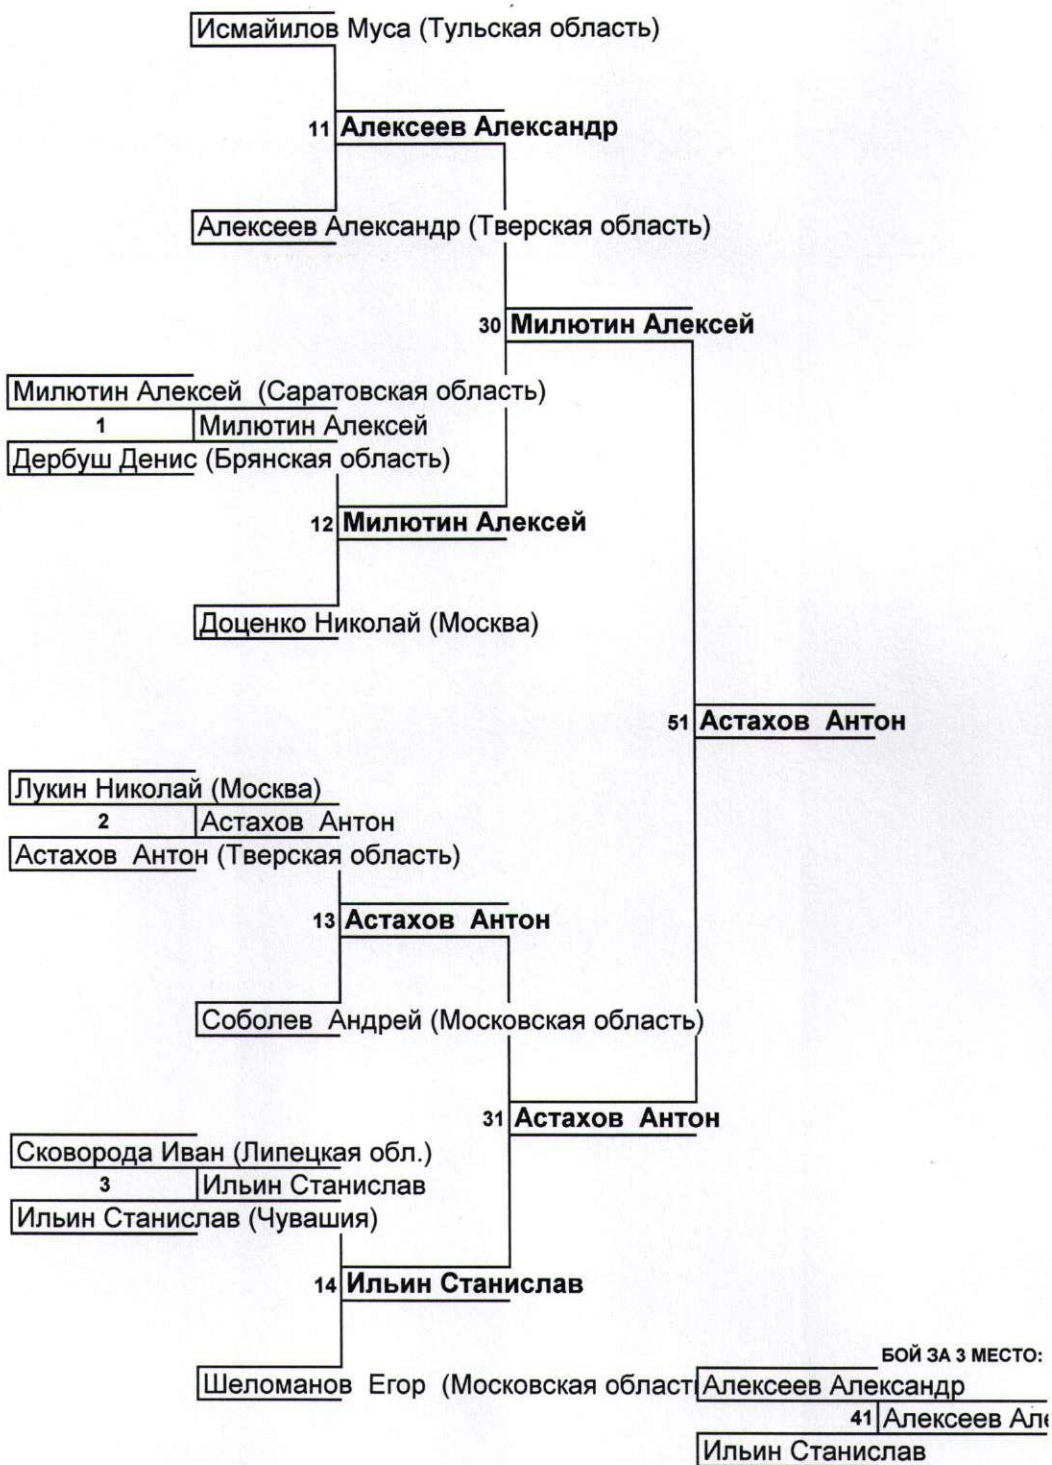 Исмайилов Муса (Тульская область)
11 Алексеев Александр
Алексеев Александр (Тверская область)
30 Милютин Алексей
Милютин Алексей (Саратовская область)
1 Милютин Алексей
Дербуш Денис (Брянская область)
12 Милютин Алексей
Доценко Николай (Москва)
51 Астахов Антон
Лукин Николай (Москва)
2 Астахов Антон
Астахов Антон (Тверская область)
13 Астахов Антон
Соболев Андрей (Московская область)
31 Астахов Антон
Сковорода Иван (Липецкая обл.)
3 Ильин Станислав
Ильин Станислав (Чувашия)
14 Ильин Станислав
БОЙ ЗА 3 МЕСТО:
Шеломанов Егор (Московская област Алексеев Александр
41 Алексеев Але
Ильин Станислав